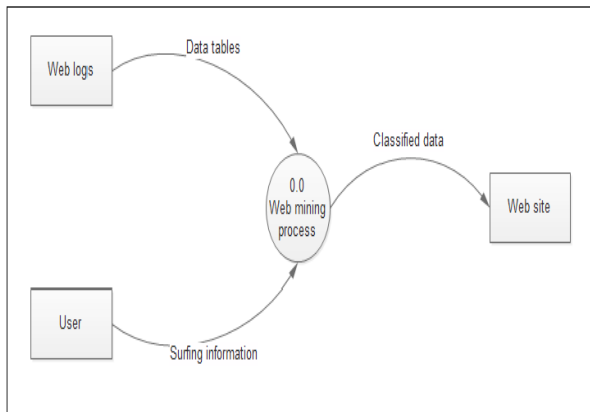 Data tables
Web logs
Classified data
0.0
Web mining
process
Web site
User
Surfing information